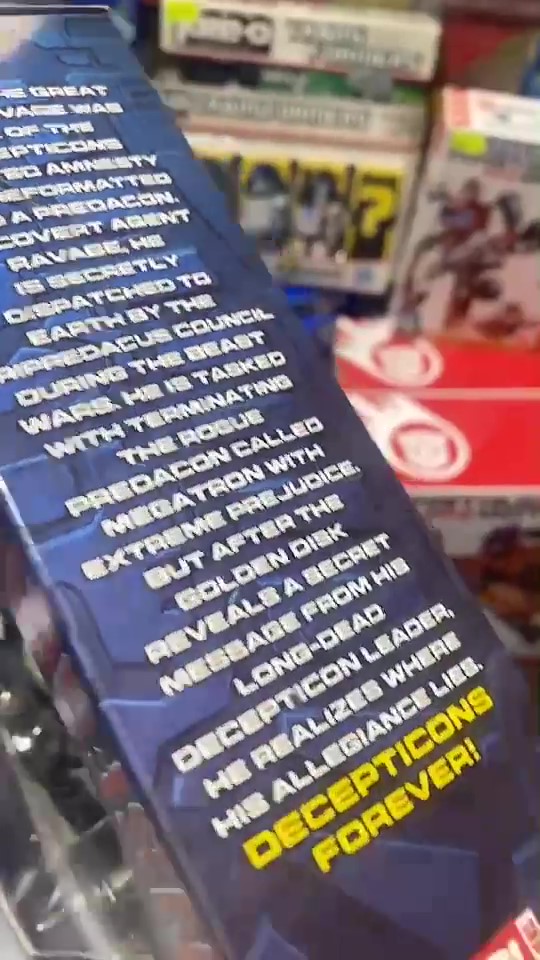 HE GREAT
WAS
OF THE
EPTICONS
ED AMNESTY
REFORMATTED
A PREDACON.
COVERT AGENT
RAVAGE, HE
IS SECRETLY
DISPATCHED TO
EARTH BY THE
RIPREDACUS COUNCIL
DURING THE BEAST
WARS. HE IS TASKED
WITH TERMINATING
THE ROGUE
PREDACON CALLED
MEGATRON WITH
EXTREME PREJUDICE.
BUT AFTER THE
GOLDEN DISK
REVEALS A SECRET
MESSAGE FROM HIS
LONG-DEAD
DECEPTICON LEADER,
HE REALIZES WHERE
HIS ALLEGIANCE LIES.
DECEPTICONS
FOREVER!